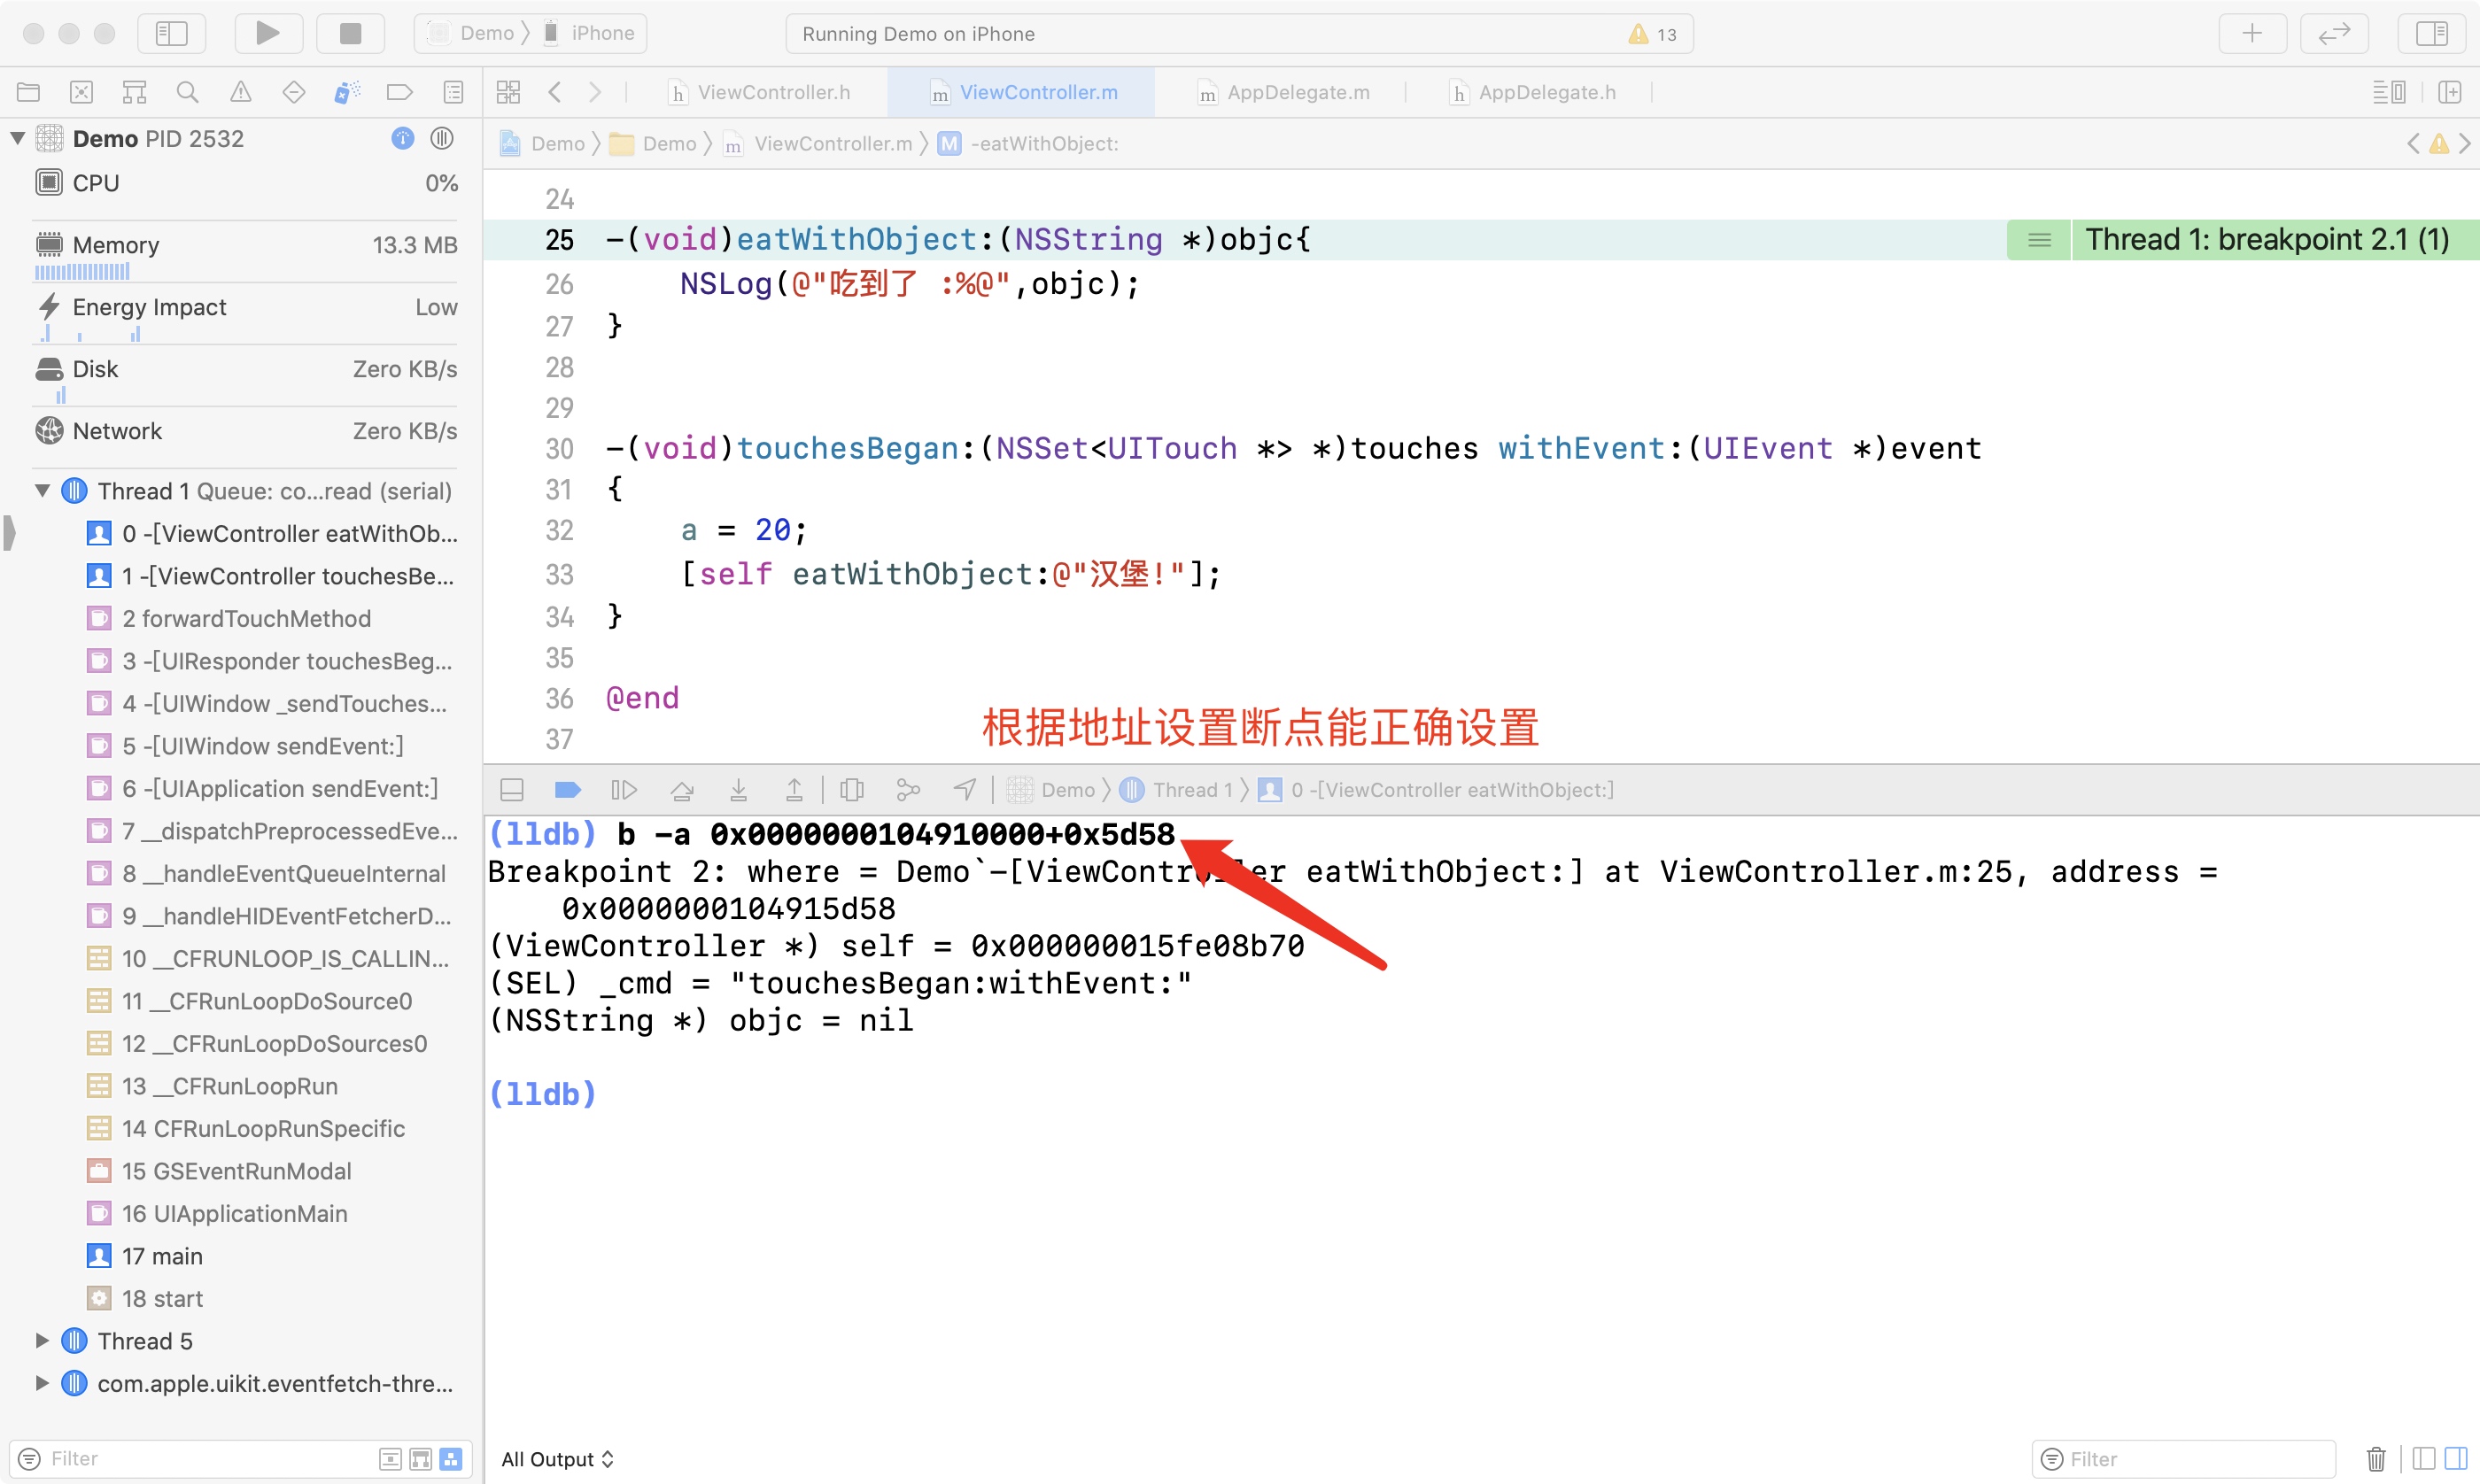 Demo 〉 iPhone
Running Demo on iPhone
13
ViewController.h
ViewController.m
AppDelegate.m
AppDelegate.h
Demo PID 2532
CPU 0%
Memory 13.3 MB
Energy Impact Low
Disk Zero KB/s
Network Zero KB/s
Thread 1 Queue: co...read (serial)
0 -[ViewController eatWithOb...
1 -[ViewController touchesBe...
2 forwardTouchMethod
3 -[UIResponder touchesBeg...
4 -[UIWindow _sendTouches...
5 -[UIWindow sendEvent:]
6 -[UIApplication sendEvent:]
7 __dispatchPreprocessedEve...
8 __handleEventQueueInternal
9 __handleHIDEventFetcherD...
10 __CFRUNLOOP_IS_CALLIN...
11 __CFRunLoopDoSource0
12 __CFRunLoopDoSources0
13 __CFRunLoopRun
14 CFRunLoopRunSpecific
15 GSEventRunModal
16 UIApplicationMain
17 main
18 start
Thread 5
com.apple.uikit.eventfetch-thre...
Filter
Demo 〉 Demo 〉 m ViewController.m 〉 M -eatWithObject:
24
25 -(void)eatWithObject:(NSString *)objc{
Thread 1: breakpoint 2.1 (1)
26     NSLog(@"吃到了 :%@",objc);
27 }
28
29
30 -(void)touchesBegan:(NSSet<UITouch *> *)touches withEvent:(UIEvent *)event
31 {
32     a = 20;
33     [self eatWithObject:@"汉堡!"];
34 }
35
36 @end
37
根据地址设置断点能正确设置
Demo 〉 Thread 1 〉 0 -[ViewController eatWithObject:]
(lldb) b -a 0x0000000104910000+0x5d58
Breakpoint 2: where = Demo`-[ViewController eatWithObject:] at ViewController.m:25, address =
0x0000000104915d58
(ViewController *) self = 0x000000015fe08b70
(SEL) _cmd = "touchesBegan:withEvent:"
(NSString *) objc = nil
(lldb)
All Output
Filter